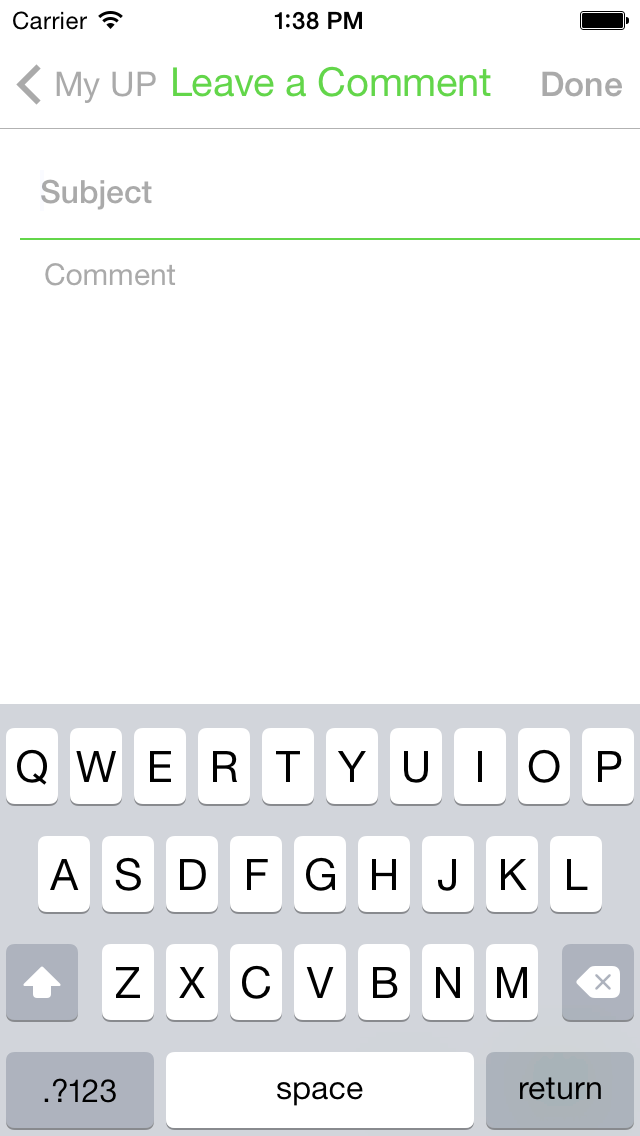 Carrier 1:38 PM
My UP Leave a Comment Done
Subject
Comment
Q W E R T Y U I O P
A S D F G H J K L
Z X C V B N M
.?123 space return